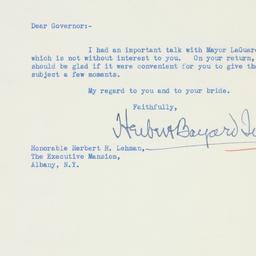 Dear Governor:-
I had an important talk with Mayor LaGuar
which is not without interest to you. On your return,
should be glad if it were convenient for you to give th
subject a few moments.
My regard to you and to your bride.
Faithfully,
Herbert Bayard
Honorable Herbert H. Lehman,
The Executive Mansion,
Albany, N.Y.